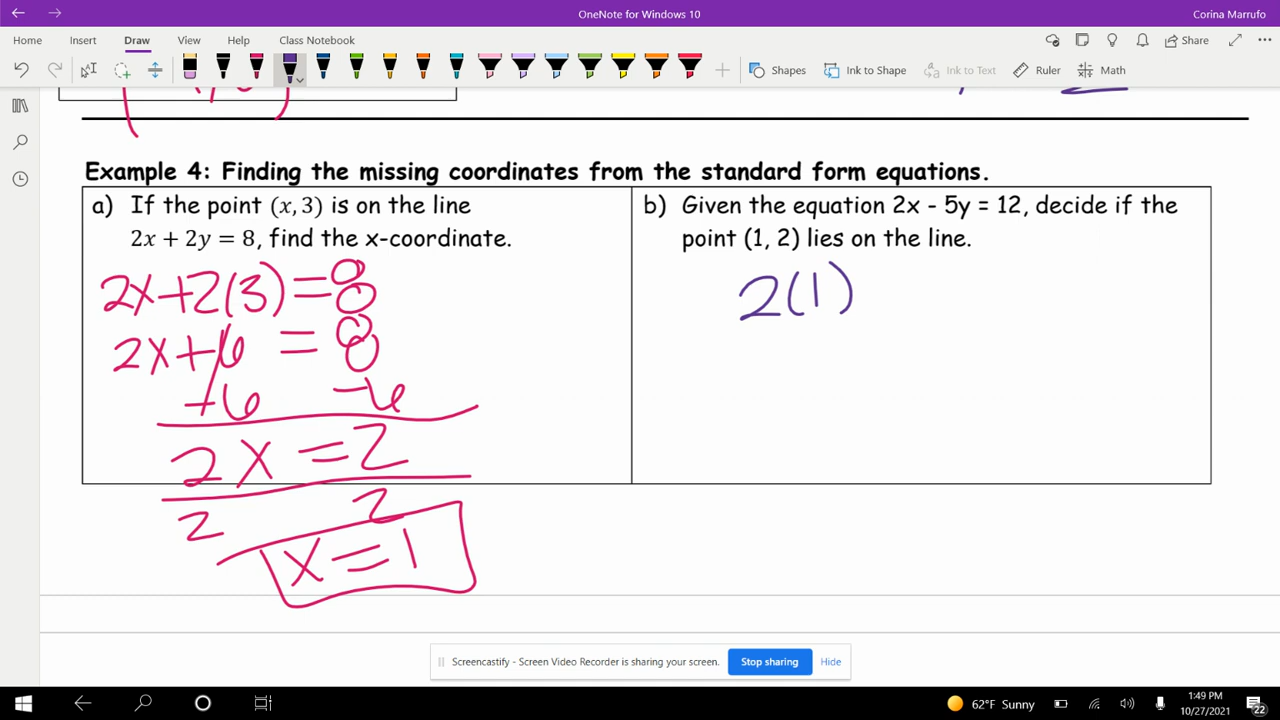 OneNote for Windows 10
Corina Marrufo
Home Insert Draw View Help Class Notebook
Share
Shapes Ink to Shape Ink to Text Ruler Math
Example 4: Finding the missing coordinates from the standard form equations.
a) If the point (x, 3) is on the line
2x + 2y = 8, find the x-coordinate.
2x+2(3)=8
2x+6 = 8
-6 -6
2x=2
2 2
x=1
b) Given the equation 2x - 5y = 12, decide if the
point (1, 2) lies on the line.
2(1)
Screencastify - Screen Video Recorder is sharing your screen. Stop sharing Hide
62°F Sunny
1:49 PM
10/27/2021
22